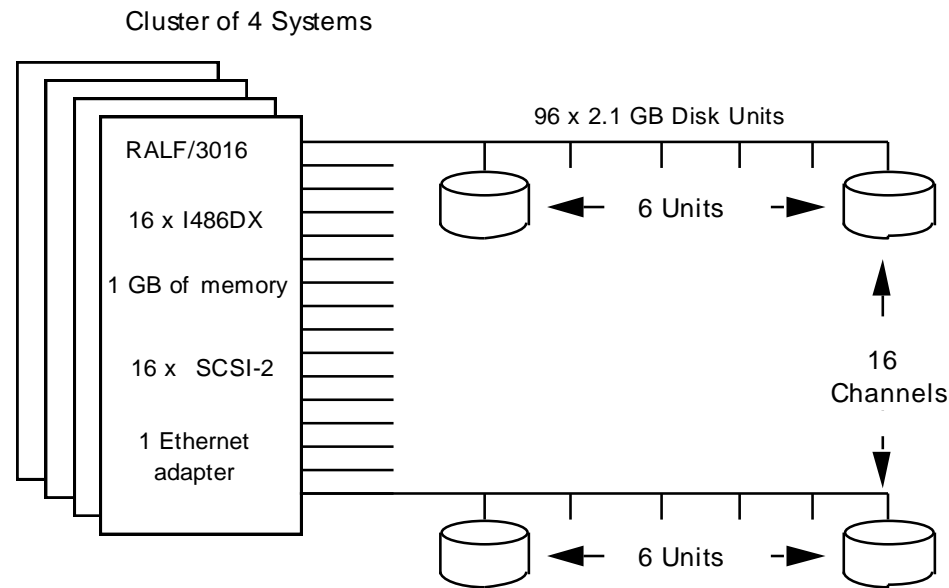 Cluster of 4 Systems
96 x 2.1 GB Disk Units
RALF/3016
16 x I486DX
1 GB of memory
16 x SCSI-2
1 Ethernet
adapter
6 Units
16
Channels
6 Units